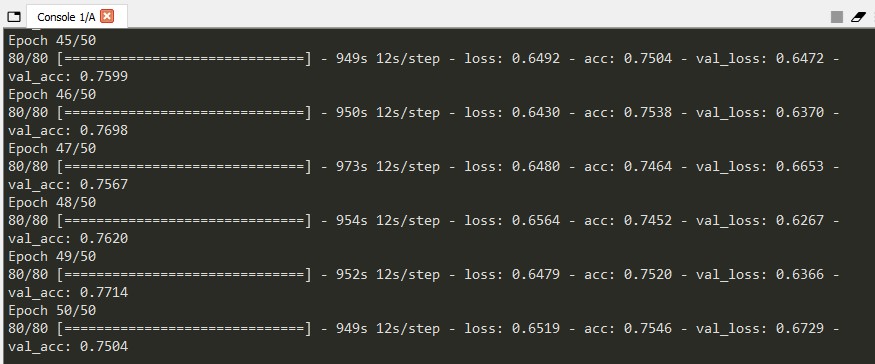 Console 1/A
Epoch 45/50
80/80 [==============================] - 949s 12s/step - loss: 0.6492 - acc: 0.7504 - val_loss: 0.6472 -
val_acc: 0.7599
Epoch 46/50
80/80 [==============================] - 950s 12s/step - loss: 0.6430 - acc: 0.7538 - val_loss: 0.6370 -
val_acc: 0.7698
Epoch 47/50
80/80 [==============================] - 973s 12s/step - loss: 0.6480 - acc: 0.7464 - val_loss: 0.6653 -
val_acc: 0.7567
Epoch 48/50
80/80 [==============================] - 954s 12s/step - loss: 0.6564 - acc: 0.7452 - val_loss: 0.6267 -
val_acc: 0.7620
Epoch 49/50
80/80 [==============================] - 952s 12s/step - loss: 0.6479 - acc: 0.7520 - val_loss: 0.6366 -
val_acc: 0.7714
Epoch 50/50
80/80 [==============================] - 949s 12s/step - loss: 0.6519 - acc: 0.7546 - val_loss: 0.6729 -
val_acc: 0.7504